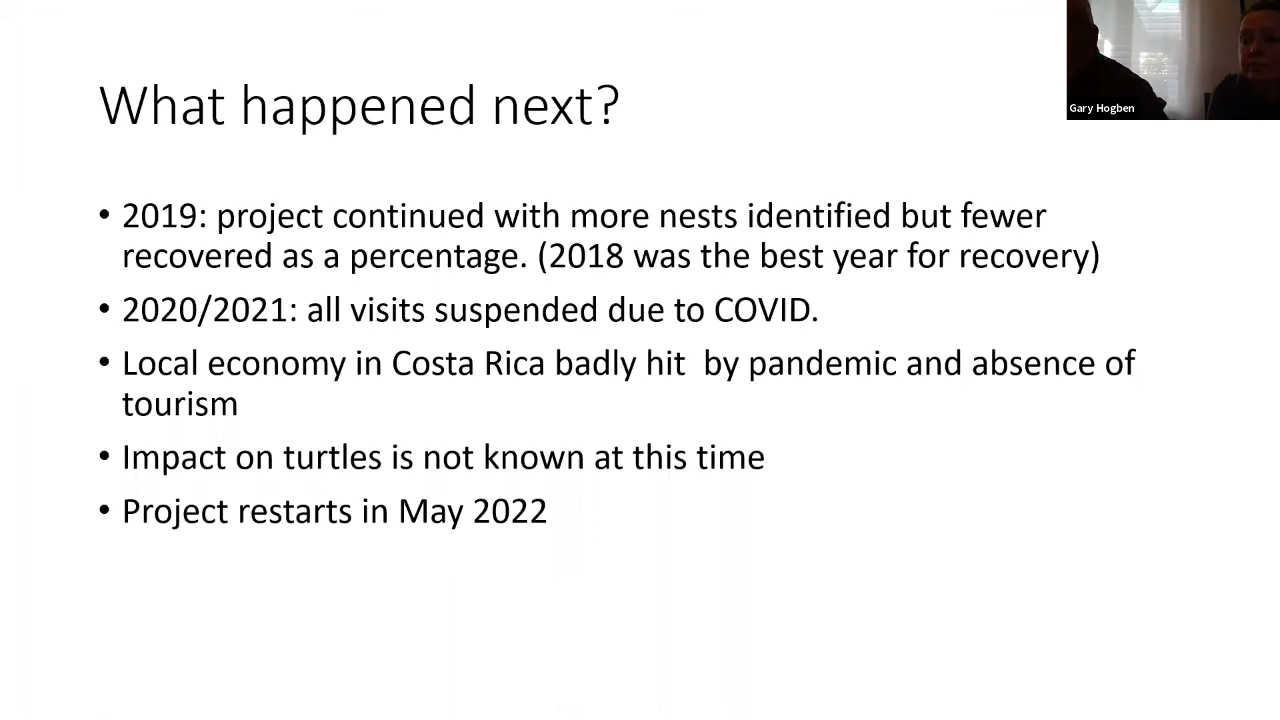 What happened next?
Gary Hogben
• 2019: project continued with more nests identified but fewer
recovered as a percentage. (2018 was the best year for recovery)
• 2020/2021: all visits suspended due to COVID.
• Local economy in Costa Rica badly hit  by pandemic and absence of
tourism
• Impact on turtles is not known at this time
• Project restarts in May 2022